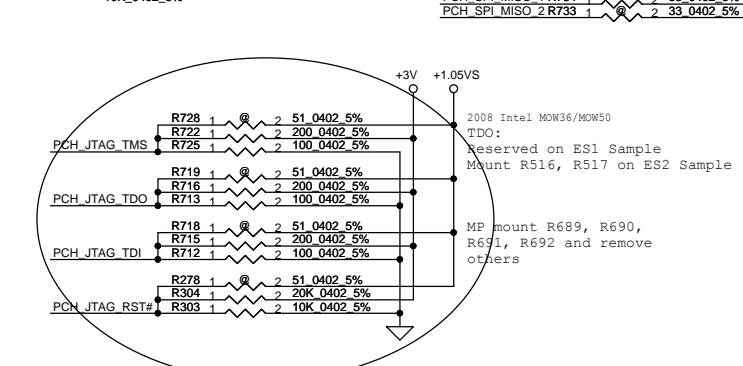 PCH_SPI_MISO_2 R733 1 @ 2 33_0402_5%
+3V +1.05VS
R728 1 @ 2 51_0402_5%
R722 1 2 200_0402_5%
PCH_JTAG_TMS R725 1 2 100_0402_5%
2008 Intel MOW36/MOW50
TDO:
Reserved on ES1 Sample
Mount R516, R517 on ES2 Sample
R719 1 @ 2 51_0402_5%
R716 1 2 200_0402_5%
PCH_JTAG_TDO R713 1 2 100_0402_5%
R718 1 @ 2 51_0402_5%
R715 1 2 200_0402_5%
PCH_JTAG_TDI R712 1 2 100_0402_5%
MP mount R689, R690,
R691, R692 and remove
others
R278 1 @ 2 51_0402_5%
R304 1 2 20K_0402_5%
PCH_JTAG_RST# R303 1 2 10K_0402_5%